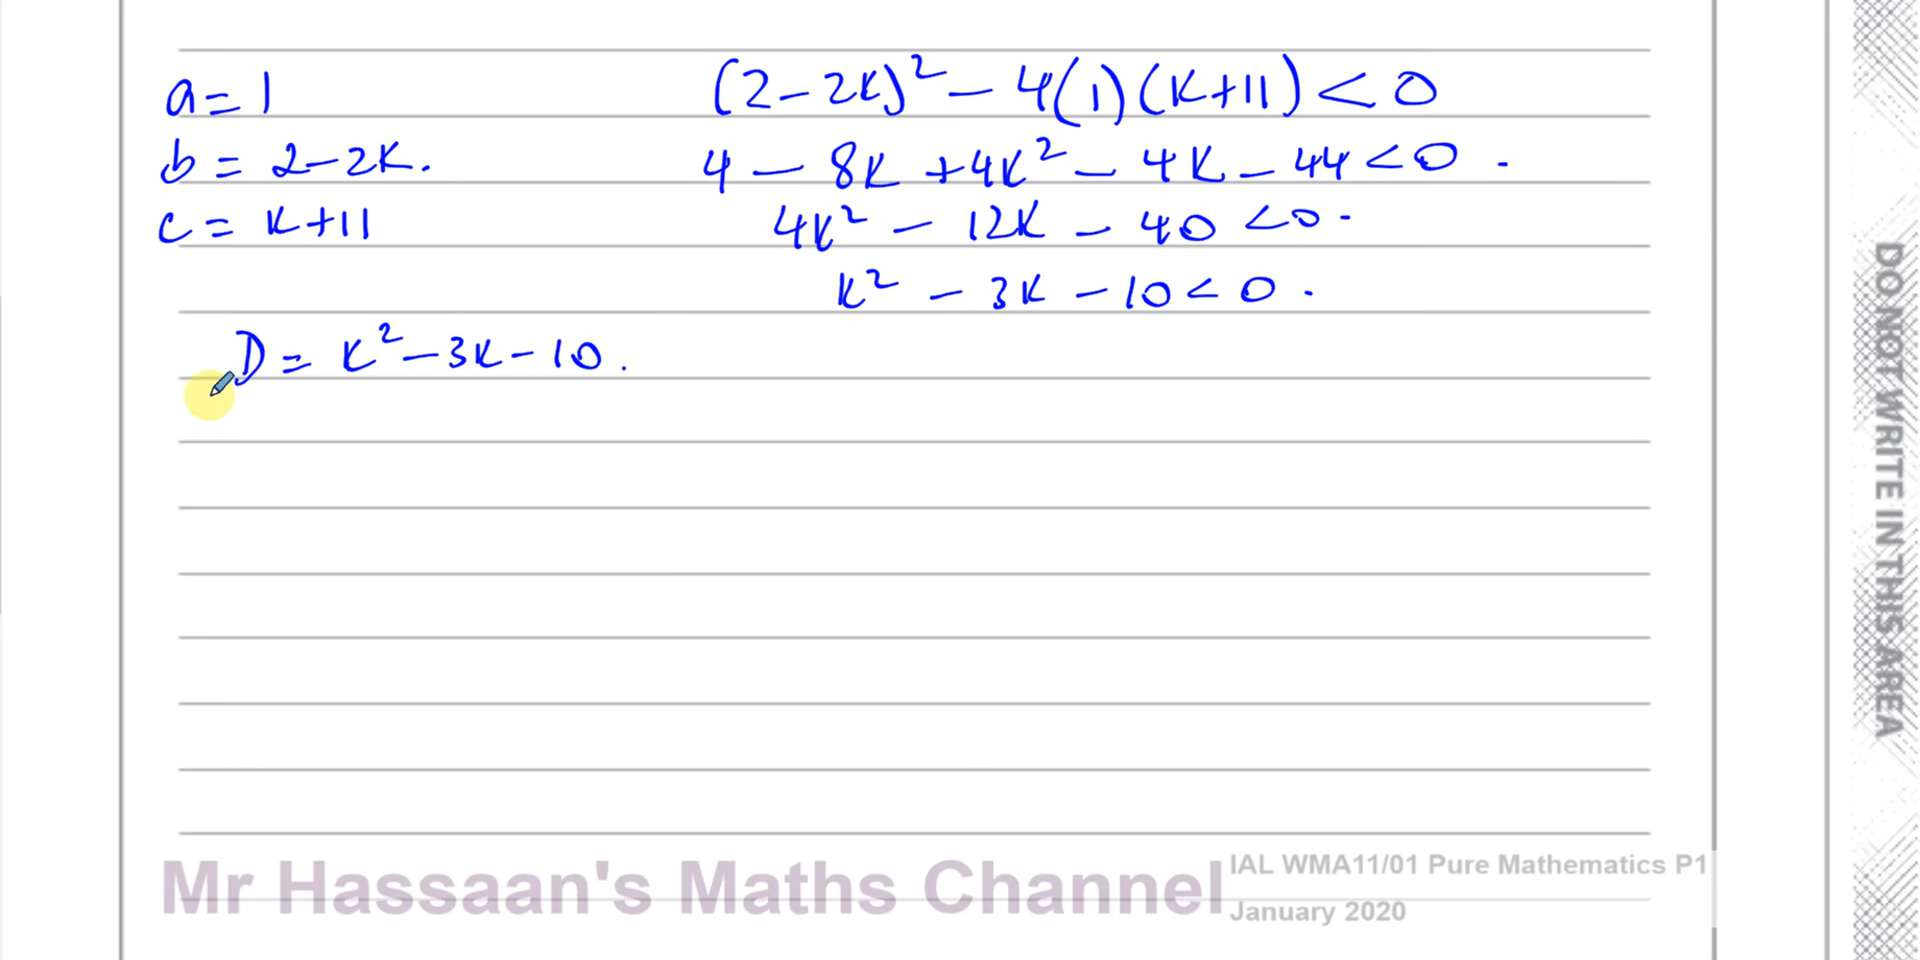 a = 1
b = 2 - 2k.
c = k + 11
(2 - 2k)² - 4(1)(k + 11) < 0
4 - 8k + 4k² - 4k - 44 < 0 .
4k² - 12k - 40 < 0 .
k² - 3k - 10 < 0 .
D = k² - 3k - 10 .
DO NOT WRITE IN THIS AREA
Mr Hassaan's Maths Channel
IAL WMA11/01 Pure Mathematics P1
January 2020